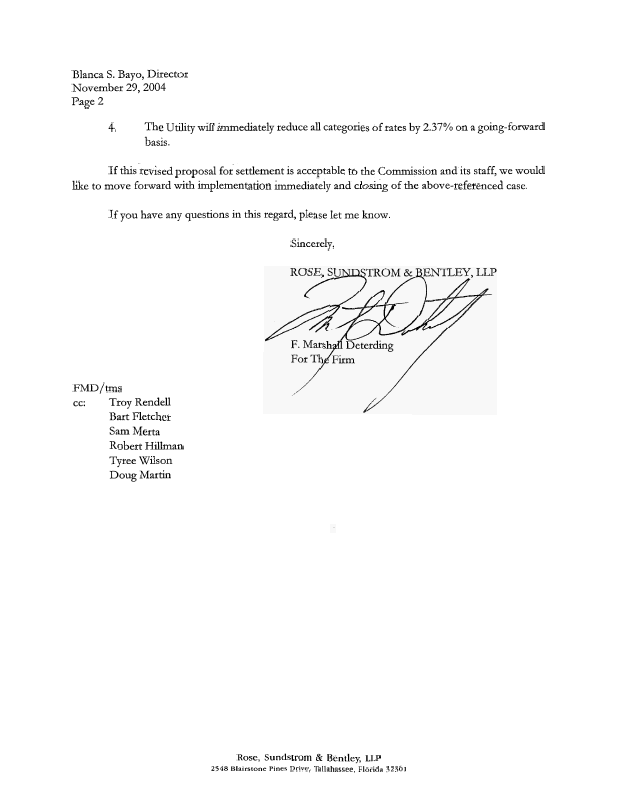 Blanca S. Bayo, Director
November 29, 2004
Page 2
4. The Utility will immediately reduce all categories of rates by 2.37% on a going-forward
basis.
If this revised proposal for settlement is acceptable to the Commission and its staff, we would
like to move forward with implementation immediately and closing of the above-referenced case.
If you have any questions in this regard, please let me know.
Sincerely,
ROSE, SUNDSTROM & BENTLEY, LLP
F. Marshall Deterding
For The Firm
FMD/tms
cc: Troy Rendell
Bart Fletcher
Sam Merta
Robert Hillman
Tyree Wilson
Doug Martin
Rose, Sundstrom & Bentley, LLP
2548 Blairstone Pines Drive, Tallahassee, Florida 32301